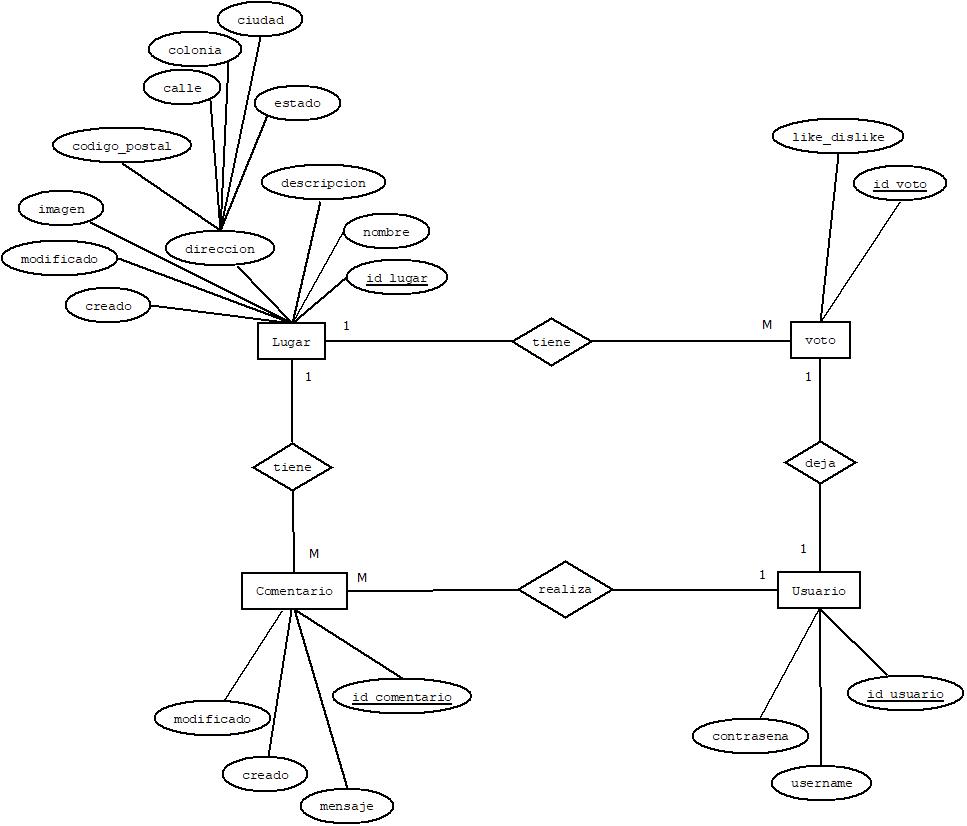 ciudad
colonia
calle
estado
codigo_postal
like_dislike
descripcion
id_voto
imagen
nombre
direccion
modificado
id_lugar
creado
1
M
Lugar
tiene
voto
1
1
tiene
deja
M
1
M
1
Comentario
realiza
Usuario
id_comentario
id_usuario
modificado
contrasena
creado
username
mensaje